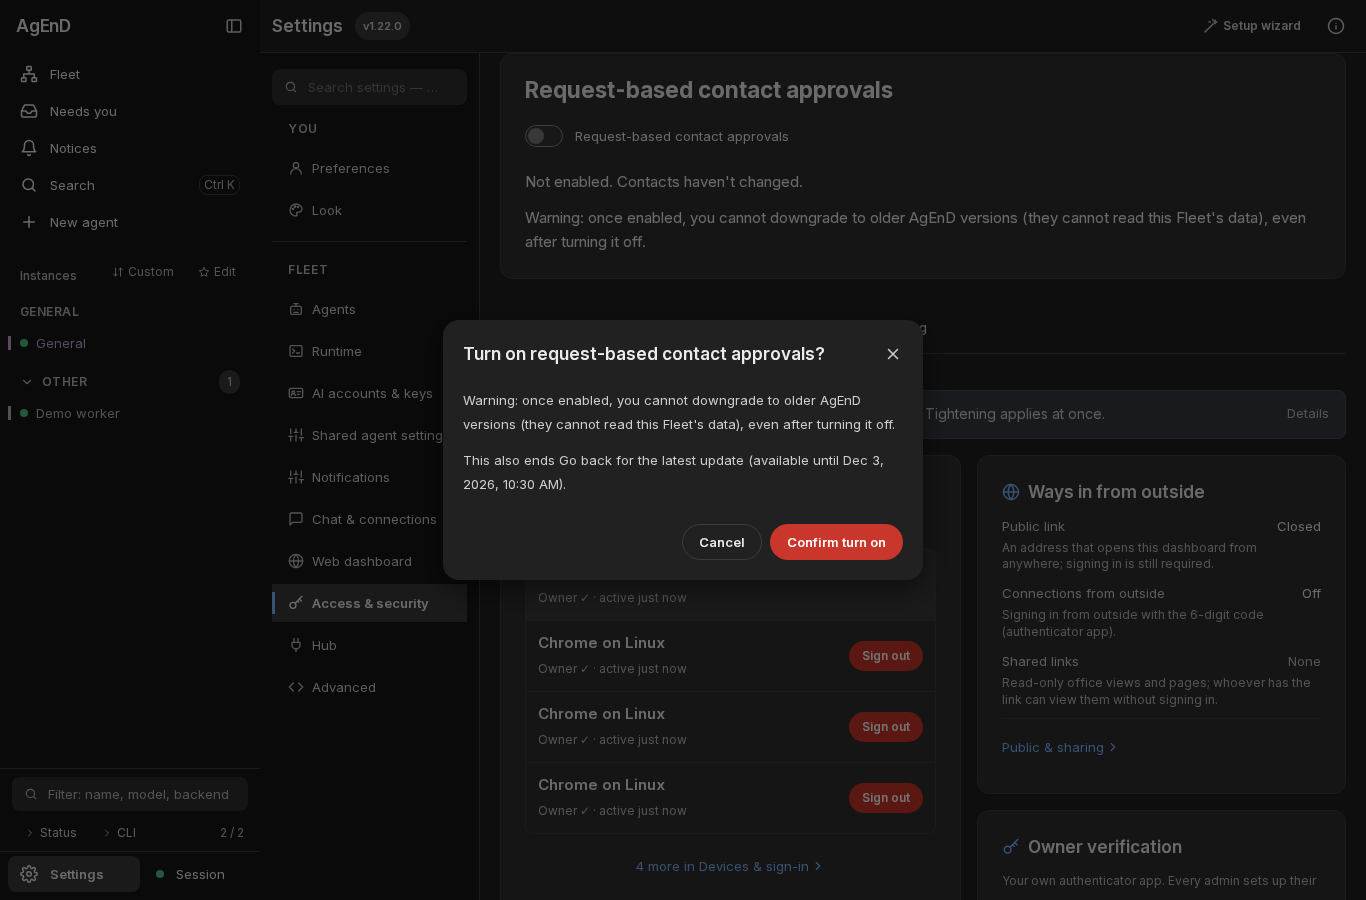 AgEnD
Settings
v1.22.0
Setup wizard
Fleet
Needs you
Notices
Search
Ctrl K
New agent
Instances
Custom
Edit
GENERAL
General
OTHER
1
Demo worker
Filter: name, model, backend
Status
CLI
2 / 2
Settings
Session
Search settings — …
YOU
Preferences
Look
FLEET
Agents
Runtime
AI accounts & keys
Shared agent setting
Notifications
Chat & connections
Web dashboard
Access & security
Hub
Advanced
Request-based contact approvals
Request-based contact approvals
Not enabled. Contacts haven't changed.
Warning: once enabled, you cannot downgrade to older AgEnD versions (they cannot read this Fleet's data), even
after turning it off.
Turn on request-based contact approvals?
Warning: once enabled, you cannot downgrade to older AgEnD
versions (they cannot read this Fleet's data), even after turning it off.
This also ends Go back for the latest update (available until Dec 3,
2026, 10:30 AM).
Cancel
Confirm turn on
Tightening applies at once.
Details
Owner ✓ · active just now
Chrome on Linux
Owner ✓ · active just now
Sign out
Chrome on Linux
Owner ✓ · active just now
Sign out
Chrome on Linux
Owner ✓ · active just now
Sign out
4 more in Devices & sign-in
Ways in from outside
Public link
Closed
An address that opens this dashboard from
anywhere; signing in is still required.
Connections from outside
Off
Signing in from outside with the 6-digit code
(authenticator app).
Shared links
None
Read-only office views and pages; whoever has the
link can view them without signing in.
Public & sharing
Owner verification
Your own authenticator app. Every admin sets up their